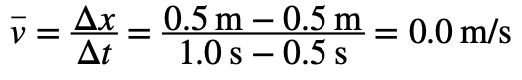 v̄ = Δx / Δt = 0.5 m − 0.5 m / 1.0 s − 0.5 s = 0.0 m/s